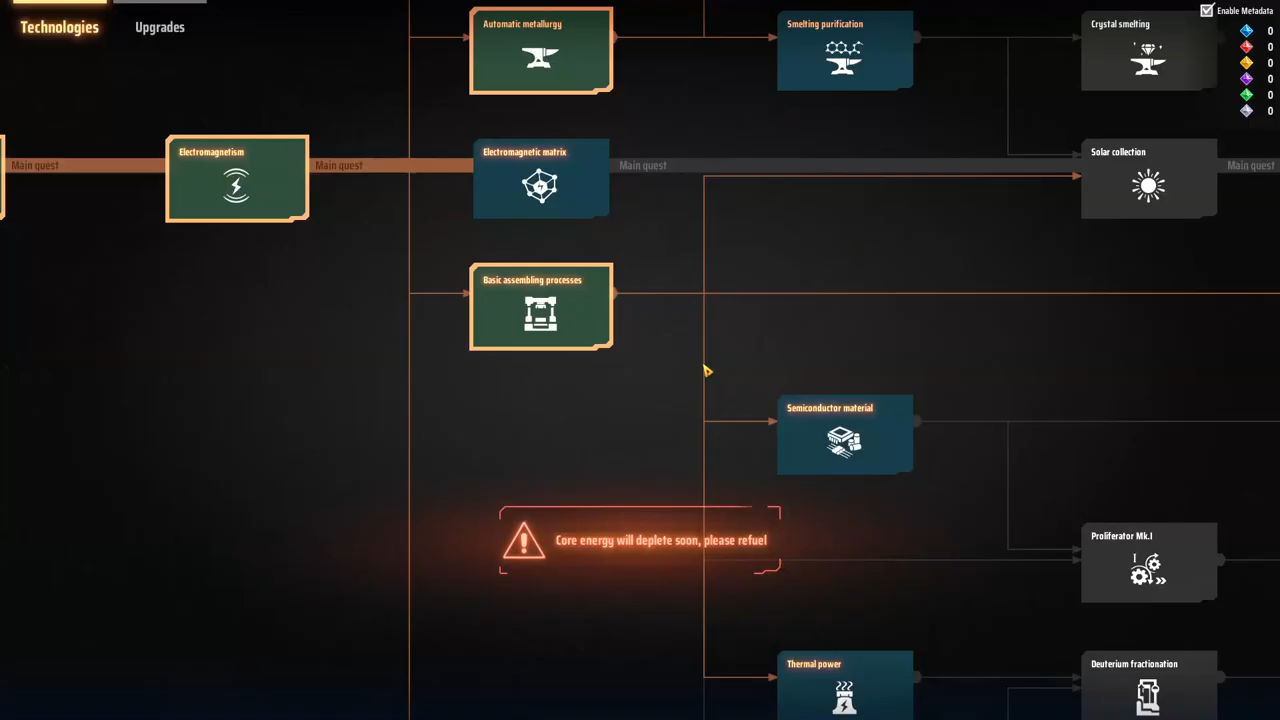 Technologies
Upgrades
Enable Metadata
0
0
0
0
0
0
Automatic metallurgy
Smelting purification
Crystal smelting
Main quest
Electromagnetism
Main quest
Electromagnetic matrix
Main quest
Solar collection
Main quest
Basic assembling processes
Semiconductor material
Core energy will deplete soon, please refuel
Proliferator Mk.I
I
Thermal power
Deuterium fractionation